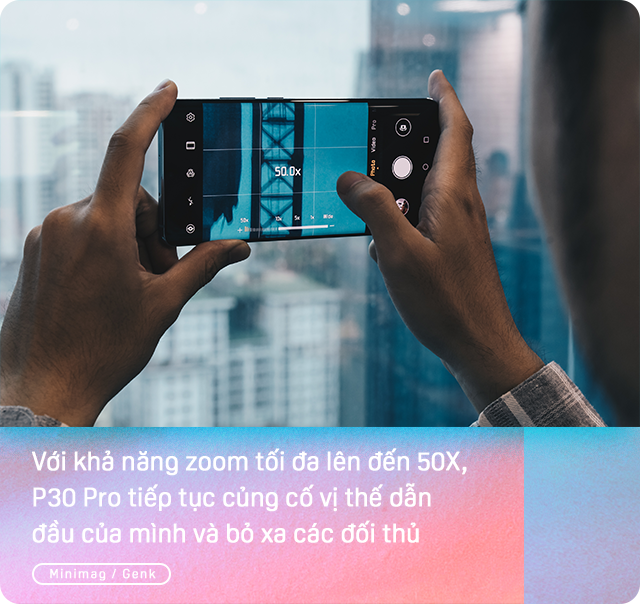 Pro
Video
Photo
50.0x
50x
10x
5x
1x
Wide
Với khả năng zoom tối đa lên đến 50X,
P30 Pro tiếp tục củng cố vị thế dẫn
đầu của mình và bỏ xa các đối thủ
Minimag / Genk